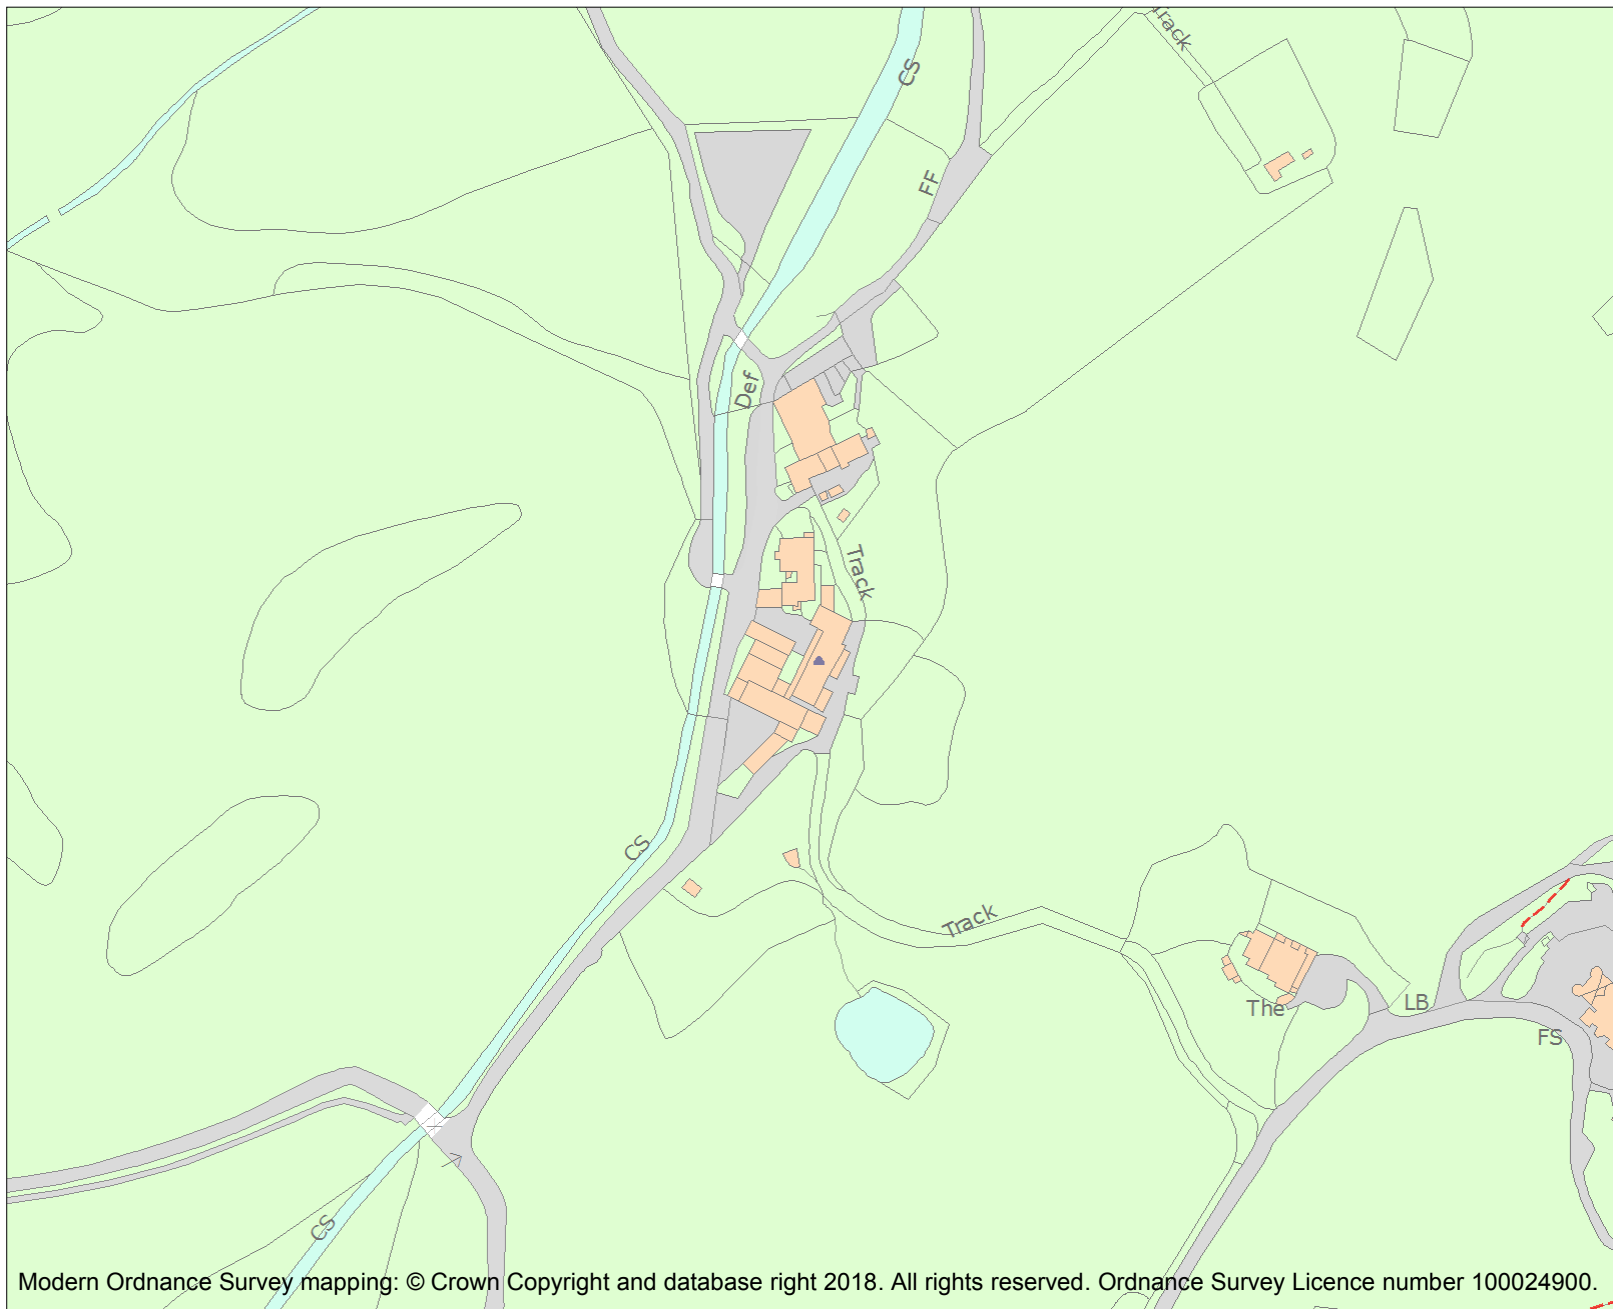 Track
CS
FF
Def
Track
CS
Track
The
LB
FS
CS
Modern Ordnance Survey mapping: © Crown Copyright and database right 2018. All rights reserved. Ordnance Survey Licence number 100024900.